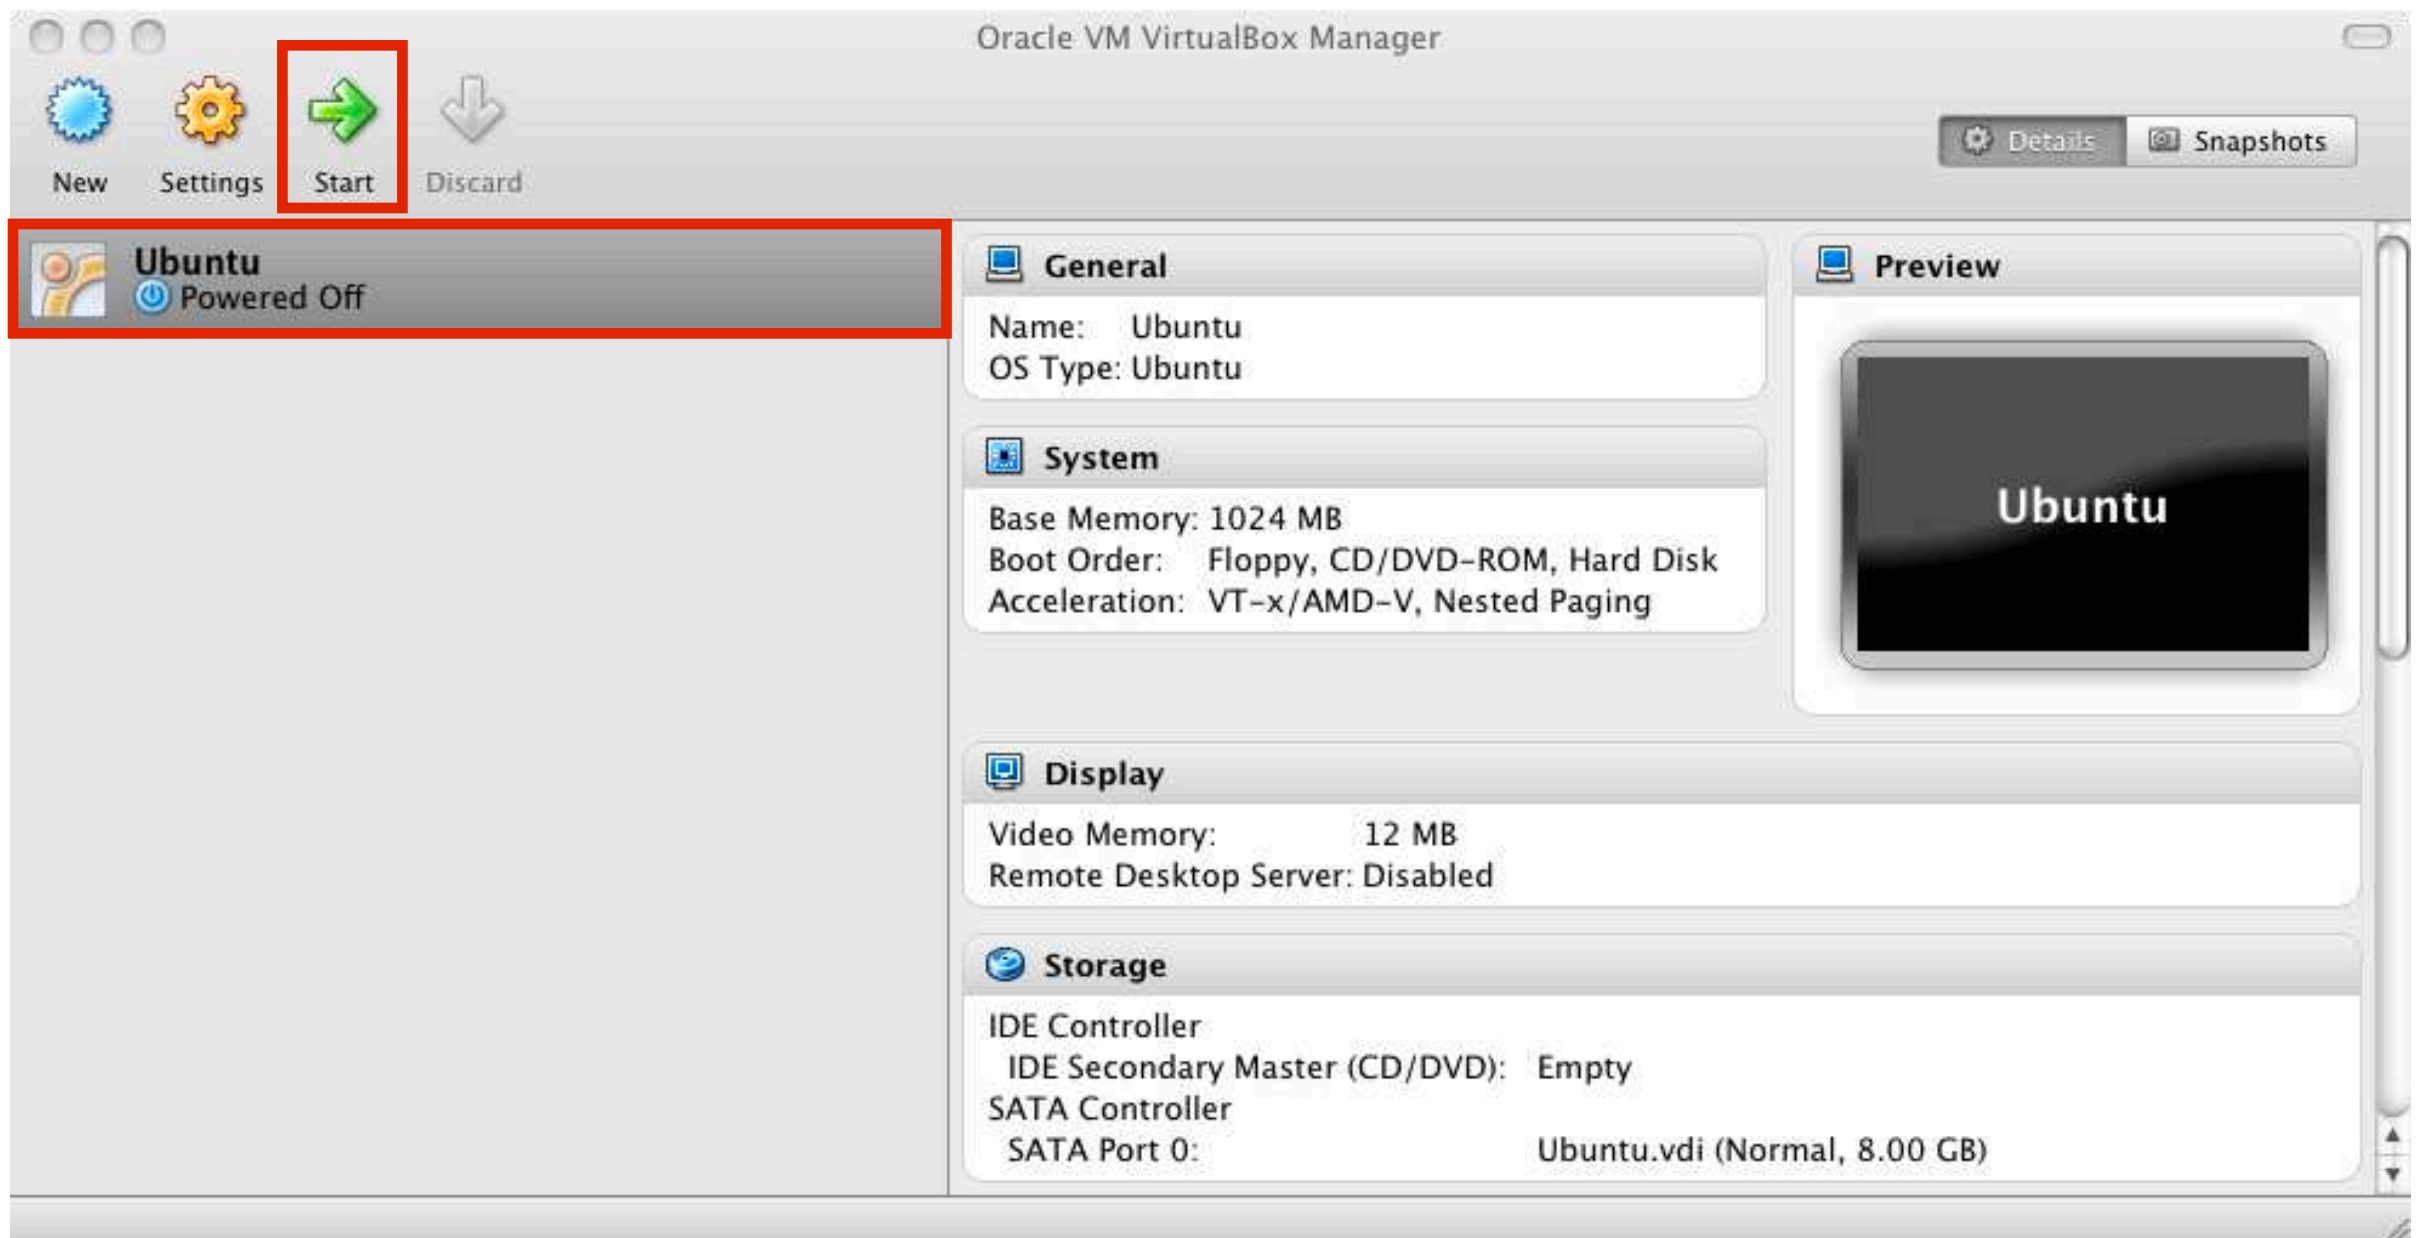 Oracle VM VirtualBox Manager
New Settings Start Discard
Details Snapshots
Ubuntu
Powered Off
General
Name: Ubuntu
OS Type: Ubuntu
Preview
Ubuntu
System
Base Memory: 1024 MB
Boot Order: Floppy, CD/DVD-ROM, Hard Disk
Acceleration: VT-x/AMD-V, Nested Paging
Display
Video Memory: 12 MB
Remote Desktop Server: Disabled
Storage
IDE Controller
IDE Secondary Master (CD/DVD): Empty
SATA Controller
SATA Port 0: Ubuntu.vdi (Normal, 8.00 GB)